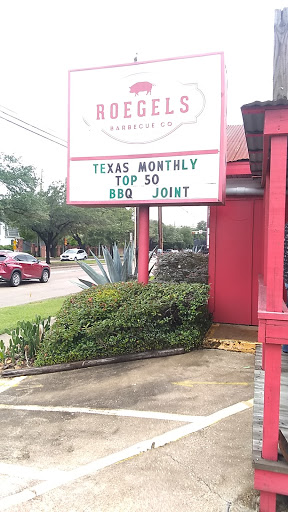 ROEGELS
BARBECUE CO
TEXAS MONTHLY
TOP 50
BBQ JOINT